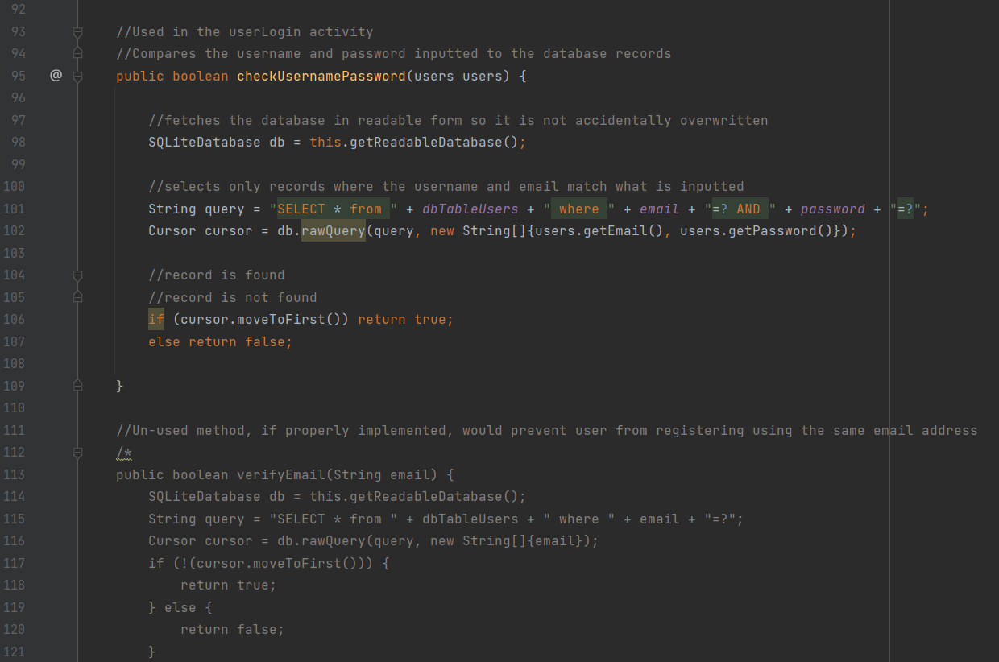 92
93 //Used in the userLogin activity
94 //Compares the username and password inputted to the database records
95 @ public boolean checkUsernamePassword(users users) {
96
97 //fetches the database in readable form so it is not accidentally overwritten
98 SQLiteDatabase db = this.getReadableDatabase();
99
100 //selects only records where the username and email match what is inputted
101 String query = "SELECT * from " + dbTableUsers + " where " + email + "=? AND " + password + "=?";
102 Cursor cursor = db.rawQuery(query, new String[]{users.getEmail(), users.getPassword()});
103
104 //record is found
105 //record is not found
106 if (cursor.moveToFirst()) return true;
107 else return false;
108
109 }
110
111 //Un-used method, if properly implemented, would prevent user from registering using the same email address
112 /*
113 public boolean verifyEmail(String email) {
114 SQLiteDatabase db = this.getReadableDatabase();
115 String query = "SELECT * from " + dbTableUsers + " where " + email + "=?";
116 Cursor cursor = db.rawQuery(query, new String[]{email});
117 if (!(cursor.moveToFirst())) {
118 return true;
119 } else {
120 return false;
121 }